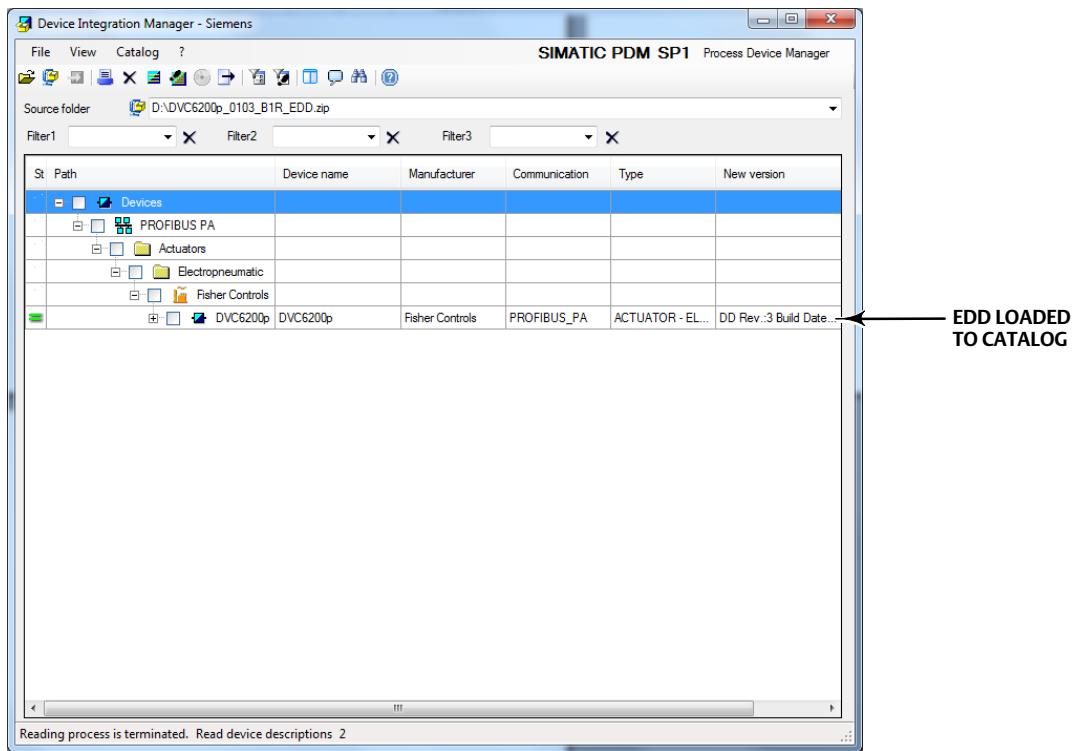 Device Integration Manager - Siemens
File View Catalog ?
SIMATIC PDM SP1 Process Device Manager
Source folder D:\DVC6200p_0103_B1R_EDD.zip
Filter1 Filter2 Filter3
St Path Device name Manufacturer Communication Type New version
Devices
PROFIBUS PA
Actuators
Electropneumatic
Fisher Controls
DVC6200p DVC6200p Fisher Controls PROFIBUS_PA ACTUATOR - EL... DD Rev.:3 Build Date...
EDD LOADED
TO CATALOG
Reading process is terminated. Read device descriptions 2